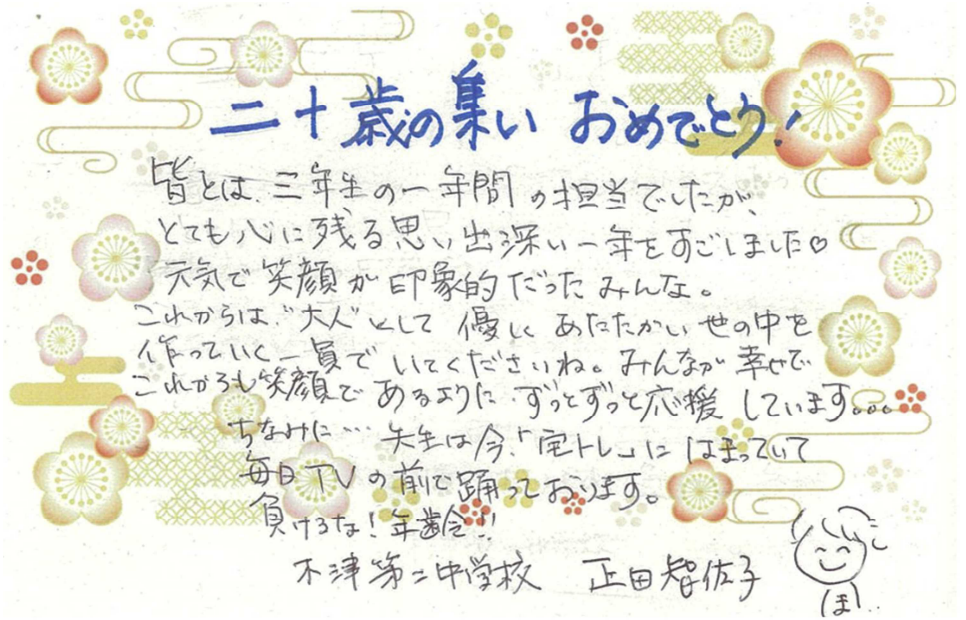 二十歳の集い おめでとう!
皆とは、三年生の一年間の担当でしたが、
とても心に残る思い出深い一年をすごしました♡
元気で笑顔が印象的だったみんな。
これからは、"大人"として 優しく あたたかい世の中を
作っていく一員で いてくださいね。みんなが 幸せで
これからも笑顔で あるように ずっとずっと応援 しています。。。
ちなみに… 先生は今、「宅トレ」に はまっていて
毎日TVの前で踊っております。
負けるな!年齢に!!
木津第二中学校 正田智佐子
ほ..